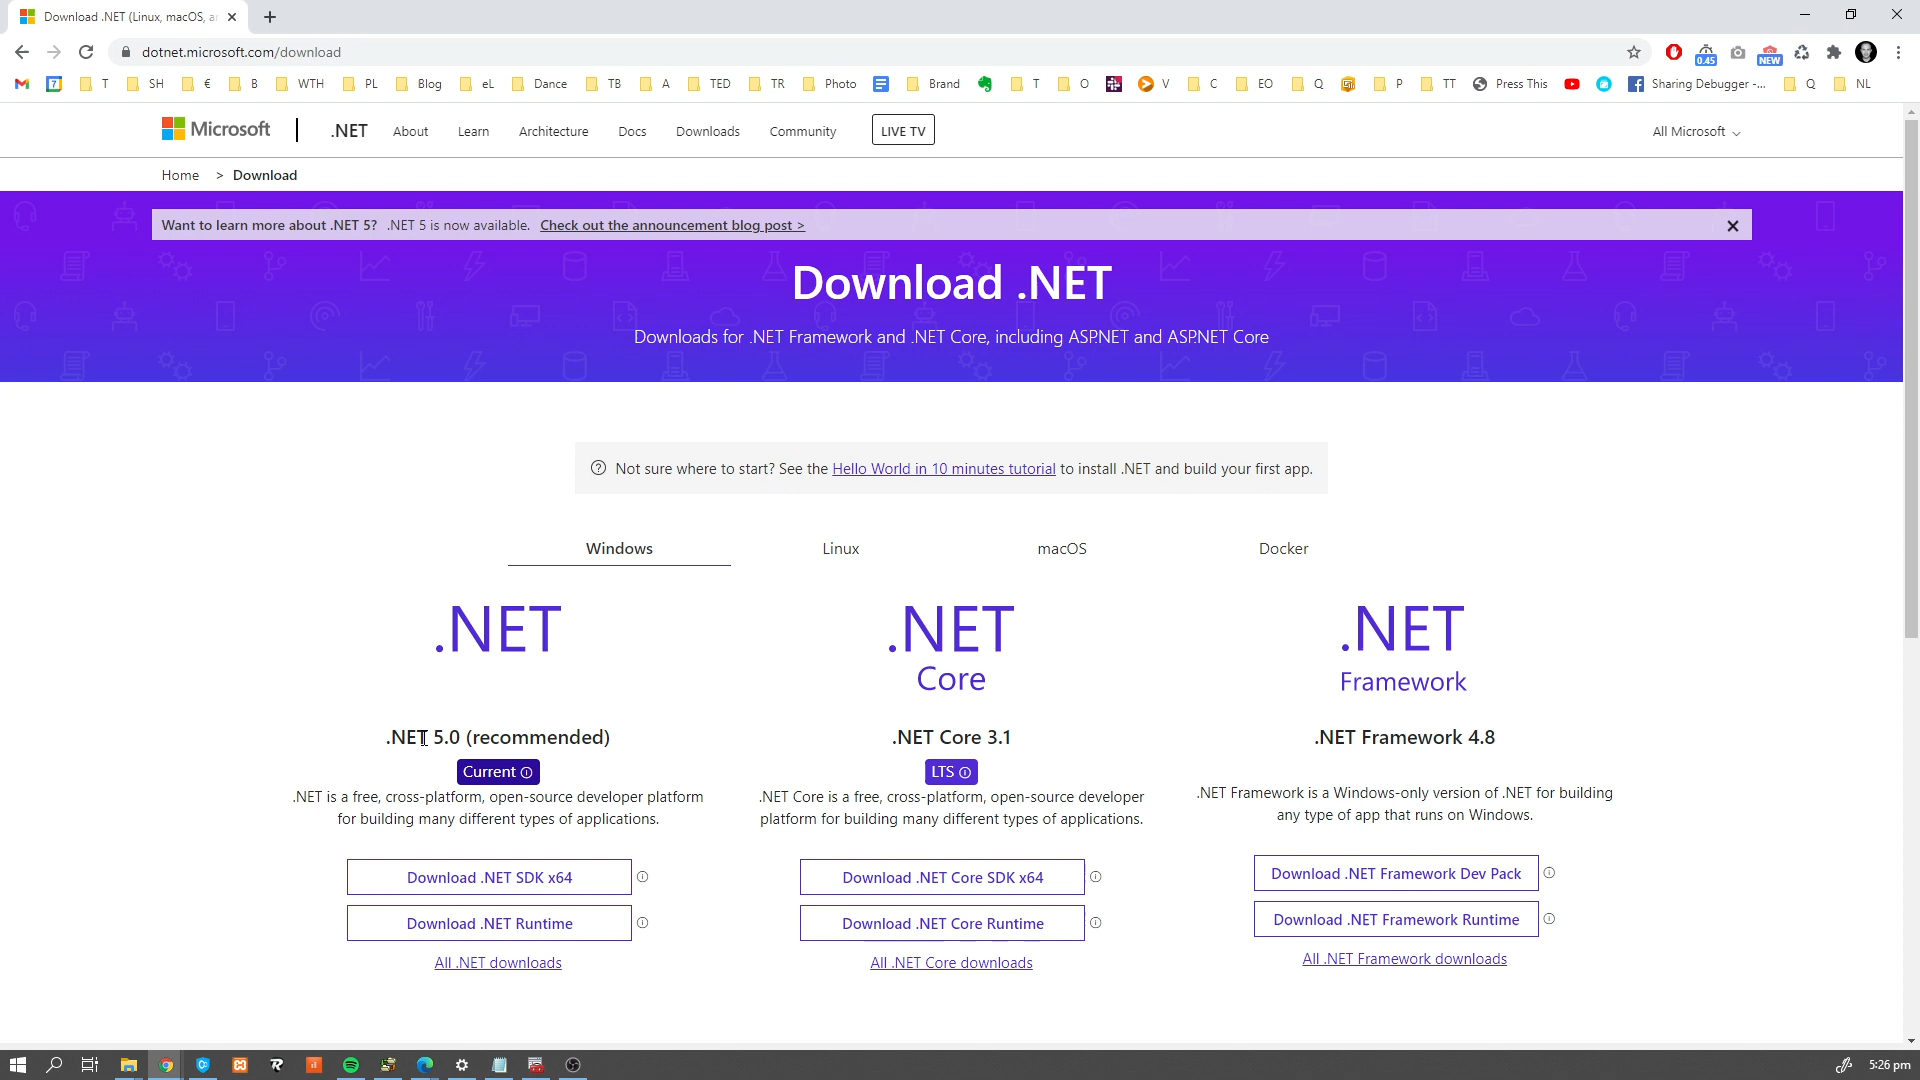 Download .NET (Linux, macOS, a
dotnet.microsoft.com/download
0.45
NEW
7
T
SH
€
B
WTH
PL
Blog
eL
Dance
TB
A
TED
TR
Photo
Brand
T
O
V
C
EO
Q
P
TT
Press This
Sharing Debugger -...
Q
NL
Microsoft
.NET
About
Learn
Architecture
Docs
Downloads
Community
LIVE TV
All Microsoft
Home > Download
Want to learn more about .NET 5? .NET 5 is now available. Check out the announcement blog post >
Download .NET
Downloads for .NET Framework and .NET Core, including ASP.NET and ASP.NET Core
Not sure where to start? See the Hello World in 10 minutes tutorial to install .NET and build your first app.
Windows
Linux
macOS
Docker
.NET
.NET 5.0 (recommended)
Current
.NET is a free, cross-platform, open-source developer platform
for building many different types of applications.
Download .NET SDK x64
Download .NET Runtime
All .NET downloads
.NET
Core
.NET Core 3.1
LTS
.NET Core is a free, cross-platform, open-source developer
platform for building many different types of applications.
Download .NET Core SDK x64
Download .NET Core Runtime
All .NET Core downloads
.NET
Framework
.NET Framework 4.8
.NET Framework is a Windows-only version of .NET for building
any type of app that runs on Windows.
Download .NET Framework Dev Pack
Download .NET Framework Runtime
All .NET Framework downloads
5:26 pm